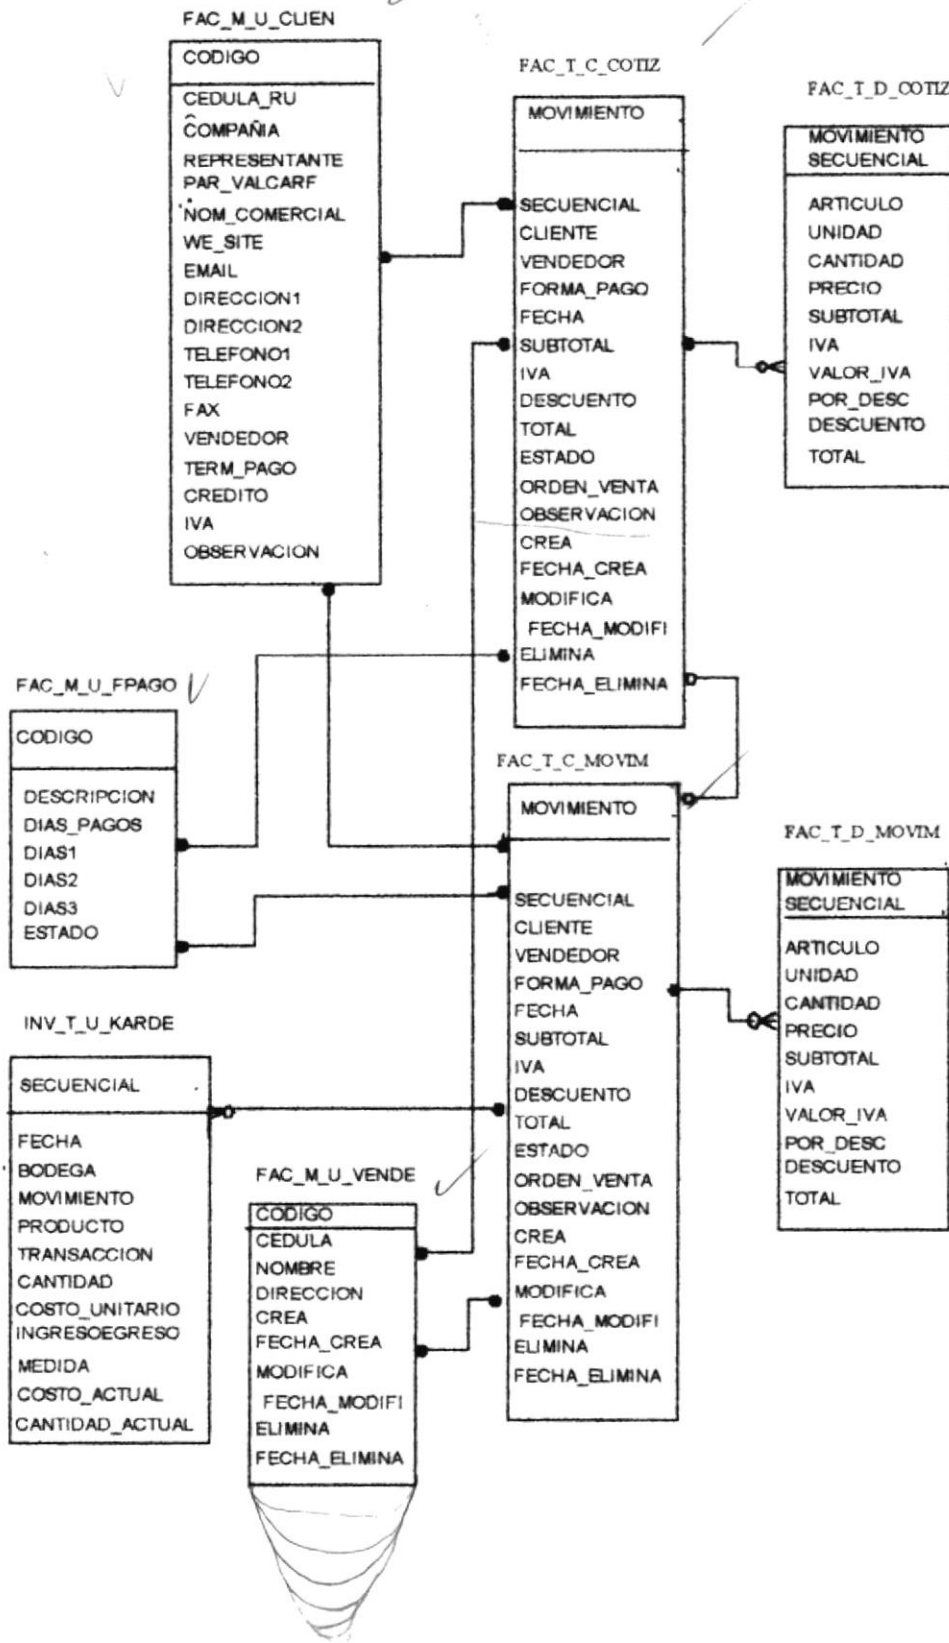 FAC_M_U_CLIEN
CODIGO
CEDULA_RU
COMPAÑIA
REPRESENTANTE
PAR_VALCARF
NOM_COMERCIAL
WE_SITE
EMAIL
DIRECCION1
DIRECCION2
TELEFONO1
TELEFONO2
FAX
VENDEDOR
TERM_PAGO
CREDITO
IVA
OBSERVACION
FAC_T_C_COTIZ
MOVIMIENTO
SECUENCIAL
CLIENTE
VENDEDOR
FORMA_PAGO
FECHA
SUBTOTAL
IVA
DESCUENTO
TOTAL
ESTADO
ORDEN_VENTA
OBSERVACION
CREA
FECHA_CREA
MODIFICA
FECHA_MODIFI
ELIMINA
FECHA_ELIMINA
FAC_T_D_COTIZ
MOVIMIENTO
SECUENCIAL
ARTICULO
UNIDAD
CANTIDAD
PRECIO
SUBTOTAL
IVA
VALOR_IVA
POR_DESC
DESCUENTO
TOTAL
FAC_M_U_FPAGO
CODIGO
DESCRIPCION
DIAS_PAGOS
DIAS1
DIAS2
DIAS3
ESTADO
FAC_T_C_MOVIM
MOVIMIENTO
SECUENCIAL
CLIENTE
VENDEDOR
FORMA_PAGO
FECHA
SUBTOTAL
IVA
DESCUENTO
TOTAL
ESTADO
ORDEN_VENTA
OBSERVACION
CREA
FECHA_CREA
MODIFICA
FECHA_MODIFI
ELIMINA
FECHA_ELIMINA
FAC_T_D_MOVIM
MOVIMIENTO
SECUENCIAL
ARTICULO
UNIDAD
CANTIDAD
PRECIO
SUBTOTAL
IVA
VALOR_IVA
POR_DESC
DESCUENTO
TOTAL
INV_T_U_KARDE
SECUENCIAL
FECHA
BODEGA
MOVIMIENTO
PRODUCTO
TRANSACCION
CANTIDAD
COSTO_UNITARIO
INGRESOEGRESO
MEDIDA
COSTO_ACTUAL
CANTIDAD_ACTUAL
FAC_M_U_VENDE
CODIGO
CEDULA
NOMBRE
DIRECCION
CREA
FECHA_CREA
MODIFICA
FECHA_MODIFI
ELIMINA
FECHA_ELIMINA